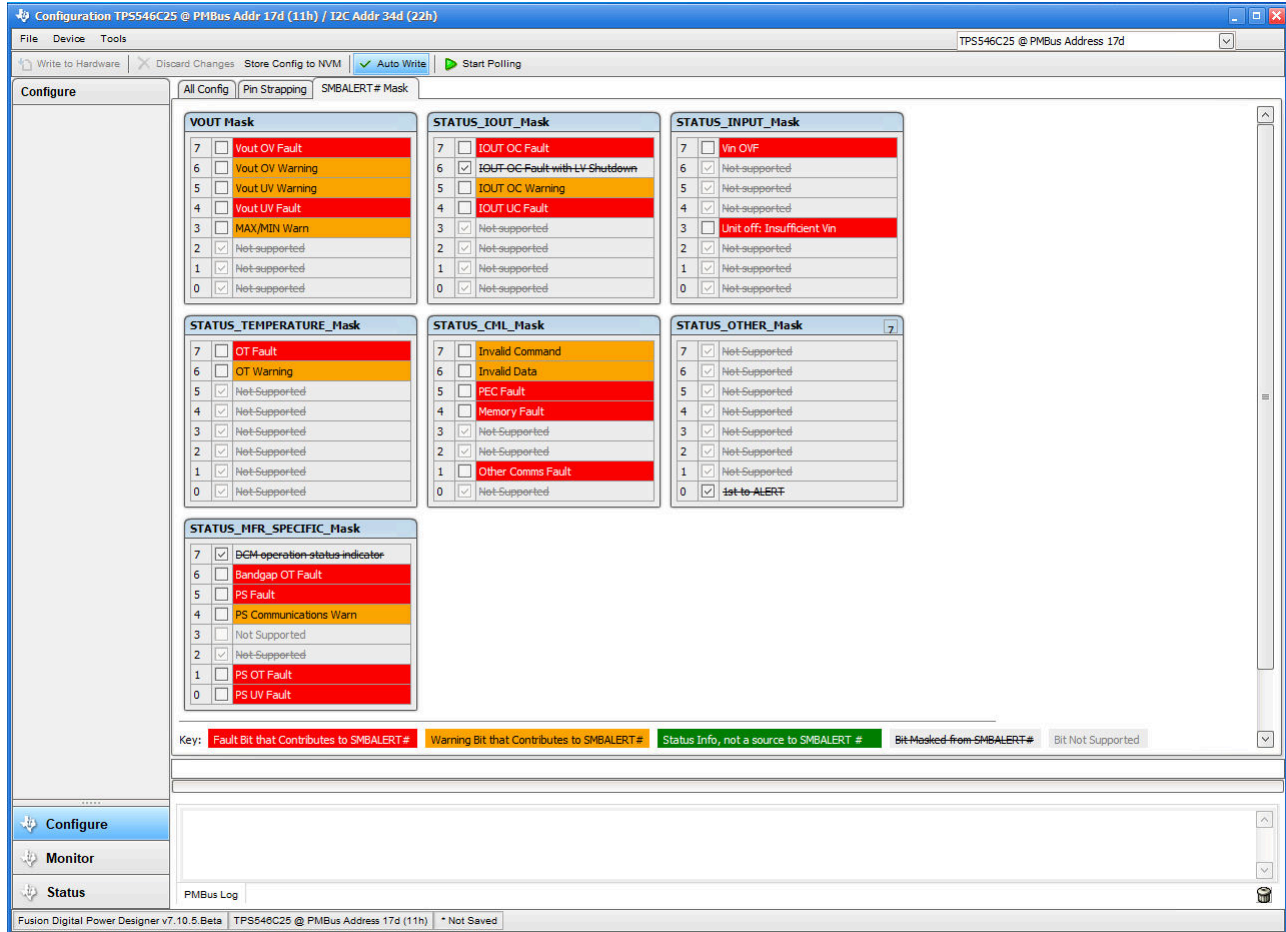 Configuration TPS546C25 @ PMBus Addr 17d (11h) / I2C Addr 34d (22h)
File Device Tools
TPS546C25 @ PMBus Address 17d
Write to Hardware Discard Changes Store Config to NVM Auto Write Start Polling
Configure
All Config Pin Strapping SMBALERT# Mask
VOUT Mask
7 Vout OV Fault
6 Vout OV Warning
5 Vout UV Warning
4 Vout UV Fault
3 MAX/MIN Warn
2 Not supported
1 Not supported
0 Not supported
STATUS_IOUT_Mask
7 IOUT OC Fault
6 IOUT OC Fault with LV Shutdown
5 IOUT OC Warning
4 IOUT UC Fault
3 Not supported
2 Not supported
1 Not supported
0 Not supported
STATUS_INPUT_Mask
7 Vin OVF
6 Not supported
5 Not supported
4 Not supported
3 Unit off: Insufficient Vin
2 Not supported
1 Not supported
0 Not supported
STATUS_TEMPERATURE_Mask
7 OT Fault
6 OT Warning
5 Not Supported
4 Not Supported
3 Not Supported
2 Not Supported
1 Not Supported
0 Not Supported
STATUS_CML_Mask
7 Invalid Command
6 Invalid Data
5 PEC Fault
4 Memory Fault
3 Not Supported
2 Not Supported
1 Other Comms Fault
0 Not Supported
STATUS_OTHER_Mask 7
7 Not Supported
6 Not Supported
5 Not Supported
4 Not Supported
3 Not Supported
2 Not Supported
1 Not Supported
0 1st to ALERT
STATUS_MFR_SPECIFIC_Mask
7 DCM operation status indicator
6 Bandgap OT Fault
5 PS Fault
4 PS Communications Warn
3 Not Supported
2 Not Supported
1 PS OT Fault
0 PS UV Fault
Key: Fault Bit that Contributes to SMBALERT# Warning Bit that Contributes to SMBALERT# Status Info, not a source to SMBALERT # Bit Masked from SMBALERT# Bit Not Supported
Configure
Monitor
Status
PMBus Log
Fusion Digital Power Designer v7.10.5.Beta TPS546C25 @ PMBus Address 17d (11h) * Not Saved